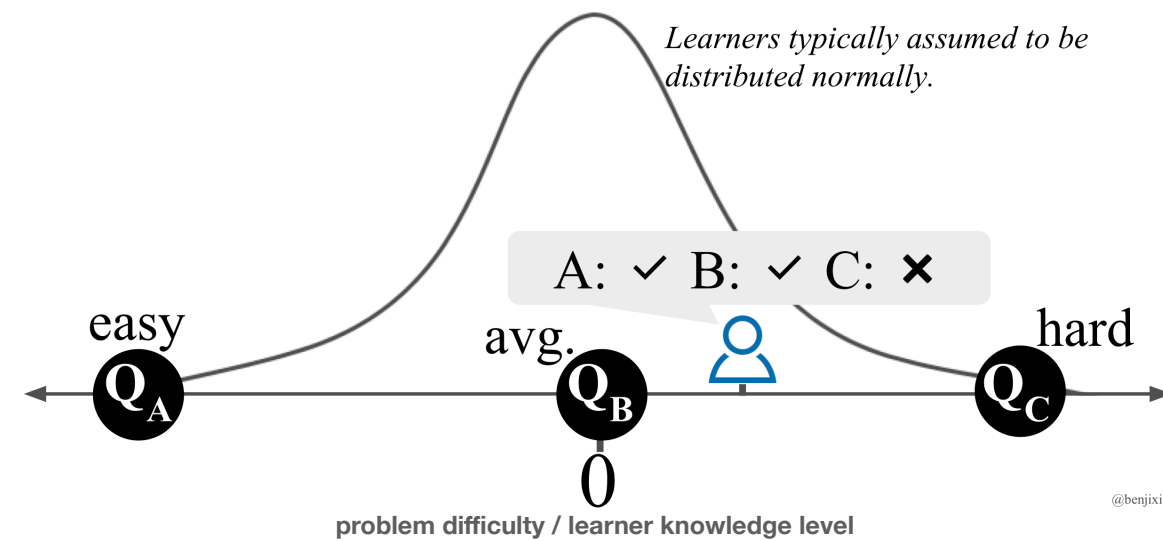 Learners typically assumed to be
distributed normally.
A: ✓ B: ✓ C: ✖
easy
avg.
hard
QA
QB
QC
0
@benjixi
problem difficulty / learner knowledge level